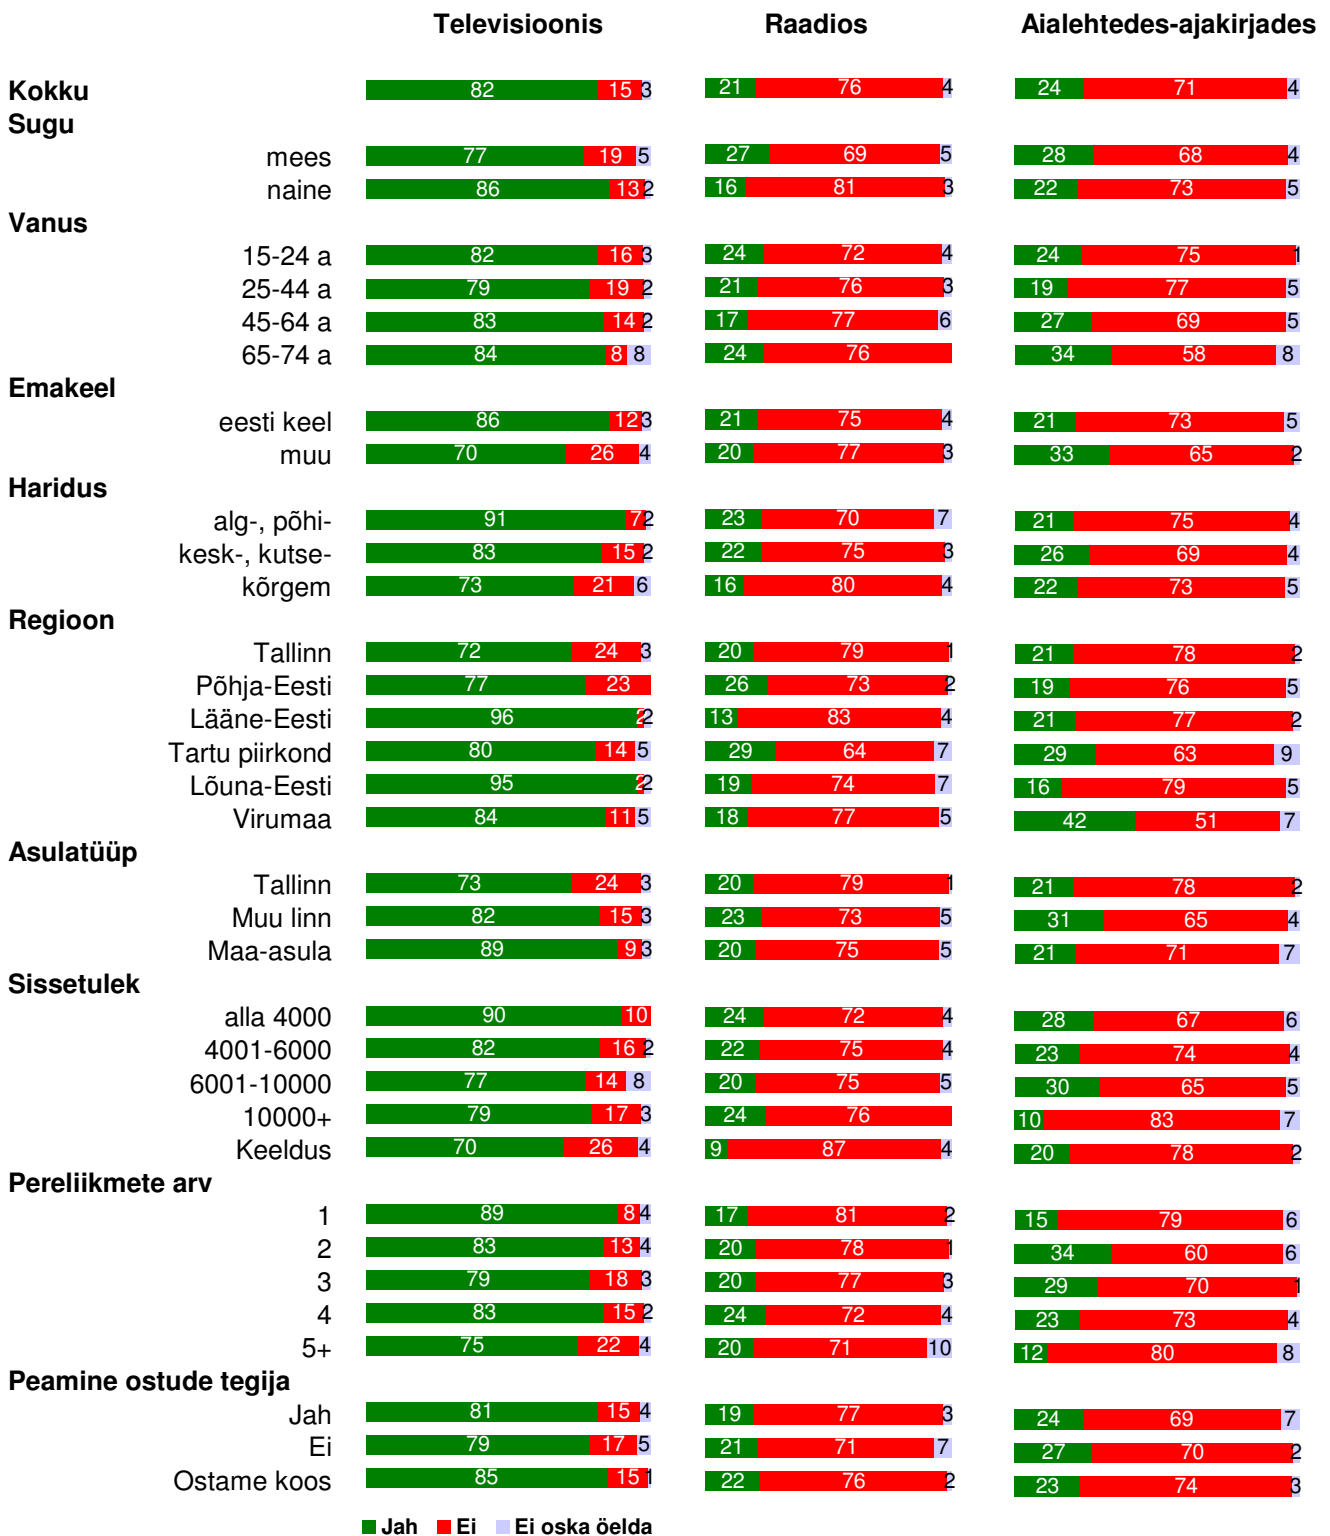 Televisioonis Raadios Aialehtedes-ajakirjades
Kokku 82 15 3 21 76 4 24 71 4
Sugu
mees 77 19 5 27 69 5 28 68 4
naine 86 13 2 16 81 3 22 73 5
Vanus
15-24 a 82 16 3 24 72 4 24 75 1
25-44 a 79 19 2 21 76 3 19 77 5
45-64 a 83 14 2 17 77 6 27 69 5
65-74 a 84 8 8 24 76 34 58 8
Emakeel
eesti keel 86 12 3 21 75 4 21 73 5
muu 70 26 4 20 77 3 33 65 2
Haridus
alg-, põhi- 91 7 2 23 70 7 21 75 4
kesk-, kutse- 83 15 2 22 75 3 26 69 4
kõrgem 73 21 6 16 80 4 22 73 5
Regioon
Tallinn 72 24 3 20 79 1 21 78 2
Põhja-Eesti 77 23 26 73 2 19 76 5
Lääne-Eesti 96 2 2 13 83 4 21 77 2
Tartu piirkond 80 14 5 29 64 7 29 63 9
Lõuna-Eesti 95 2 2 19 74 7 16 79 5
Virumaa 84 11 5 18 77 5 42 51 7
Asulatüüp
Tallinn 73 24 3 20 79 1 21 78 2
Muu linn 82 15 3 23 73 5 31 65 4
Maa-asula 89 9 3 20 75 5 21 71 7
Sissetulek
alla 4000 90 10 24 72 4 28 67 6
4001-6000 82 16 2 22 75 4 23 74 4
6001-10000 77 14 8 20 75 5 30 65 5
10000+ 79 17 3 24 76 10 83 7
Keeldus 70 26 4 9 87 4 20 78 2
Pereliikmete arv
1 89 8 4 17 81 2 15 79 6
2 83 13 4 20 78 1 34 60 6
3 79 18 3 20 77 3 29 70 1
4 83 15 2 24 72 4 23 73 4
5+ 75 22 4 20 71 10 12 80 8
Peamine ostude tegija
Jah 81 15 4 19 77 3 24 69 7
Ei 79 17 5 21 71 7 27 70 2
Ostame koos 85 15 1 22 76 2 23 74 3
Jah Ei Ei oska öelda